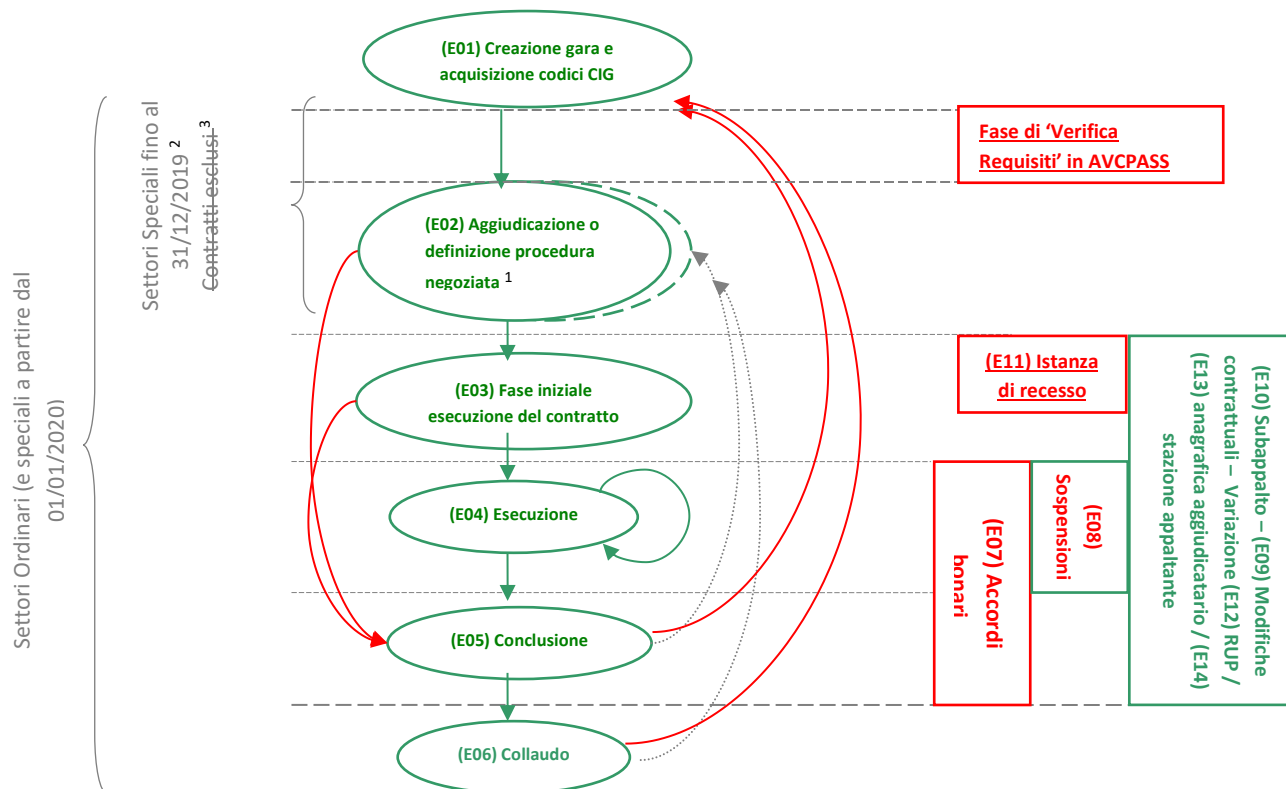 (E01) Creazione gara e
acquisizione codici CIG
Settori Ordinari (e speciali a partire dal
01/01/2020)
Settori Speciali fino al
31/12/2019 2
Contratti esclusi 3
Fase di ‘Verifica
Requisiti’ in AVCPASS
(E02) Aggiudicazione o
definizione procedura
negoziata 1
(E03) Fase iniziale
esecuzione del contratto
(E11) Istanza
di recesso
(E10) Subappalto – (E09) Modifiche
contrattuali – Variazione (E12) RUP /
(E13) anagrafica aggiudicatario / (E14)
stazione appaltante
(E04) Esecuzione
(E08)
Sospensioni
(E07) Accordi
bonari
(E05) Conclusione
(E06) Collaudo